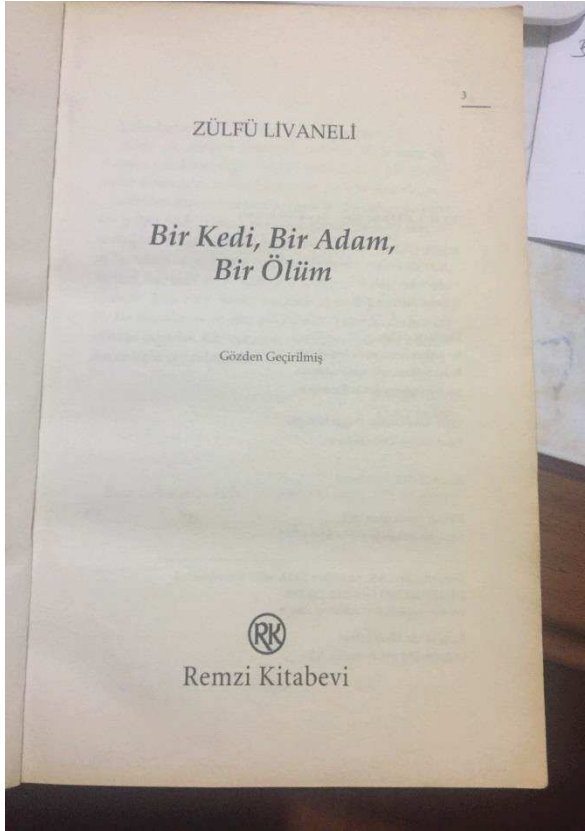 3
ZÜLFÜ LİVANELİ
Bir Kedi, Bir Adam,
Bir Ölüm
Gözden Geçirilmiş
RK
Remzi Kitabevi